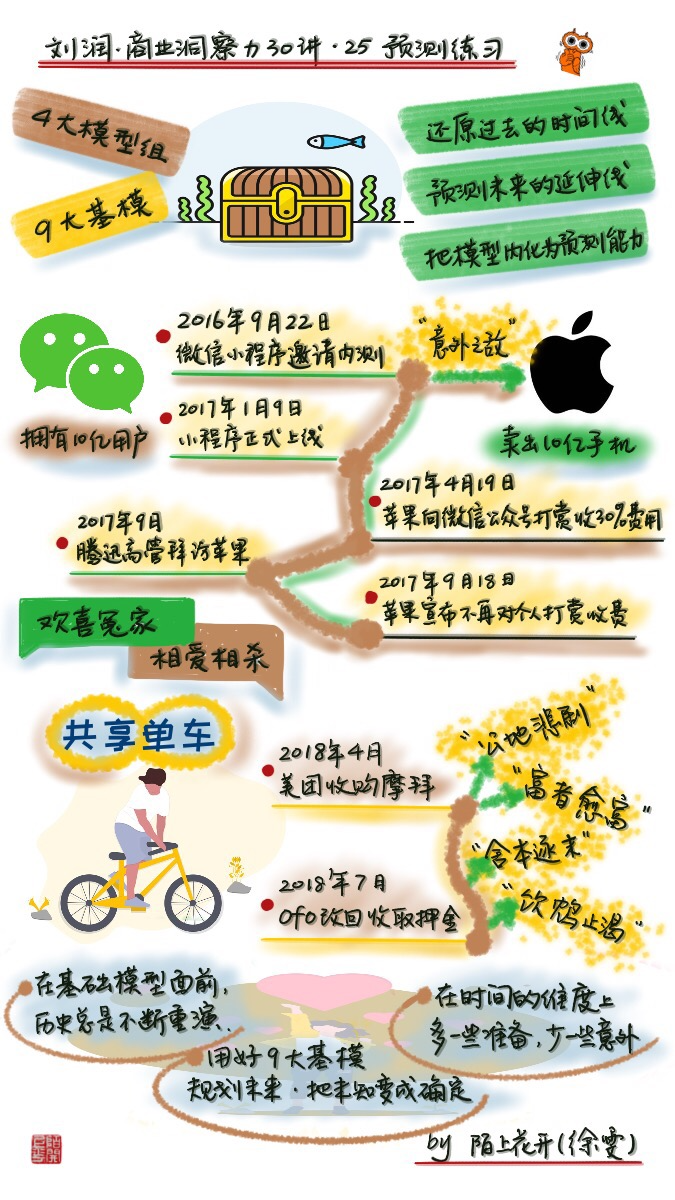 刘润·商业洞察力30讲·25 预测练习
4大模型组
9大基模
还原过去的时间线
预测未来的延伸线
把模型内化为预测能力
2016年9月22日
微信小程序邀请内测
"意外之敌"
拥有10亿用户
2017年1月9日
小程序正式上线
卖出10亿手机
2017年4月19日
苹果向微信公众号打赏收30%费用
2017年9月
腾迅高管拜访苹果
2017年9月18日
苹果宣布不再对个人打赏收费
欢喜冤家
相爱相杀
共享单车
2018年4月
美团收购摩拜
"公地悲剧"
"富者愈富"
"舍本逐末"
"饮鸩止渴"
2018年7月
ofo改回收取押金
在基础模型面前,
历史总是不断重演.
用好9大基模
规划未来·把未知变成确定
在时间的维度上
多一些准备,少一些意外
by 陌上花开(徐雯)